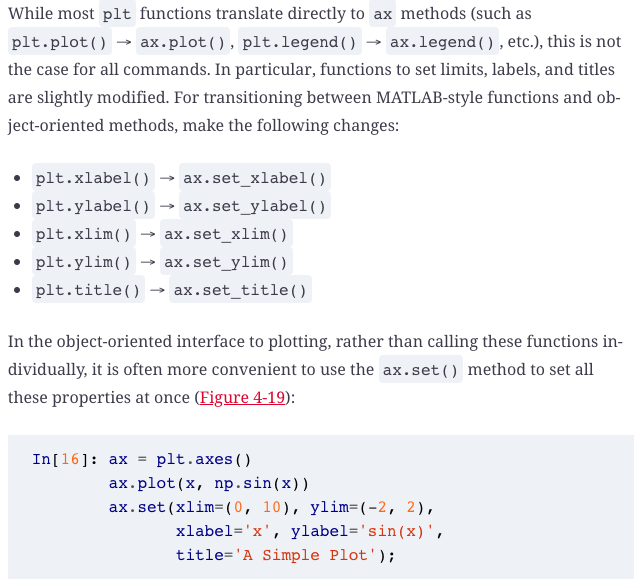 While most plt functions translate directly to ax methods (such as
plt.plot() → ax.plot(), plt.legend() → ax.legend(), etc.), this is not
the case for all commands. In particular, functions to set limits, labels, and titles
are slightly modified. For transitioning between MATLAB-style functions and ob-
ject-oriented methods, make the following changes:
• plt.xlabel() → ax.set_xlabel()
• plt.ylabel() → ax.set_ylabel()
• plt.xlim() → ax.set_xlim()
• plt.ylim() → ax.set_ylim()
• plt.title() → ax.set_title()
In the object-oriented interface to plotting, rather than calling these functions in-
dividually, it is often more convenient to use the ax.set() method to set all
these properties at once (Figure 4-19):
In[16]: ax = plt.axes()
        ax.plot(x, np.sin(x))
        ax.set(xlim=(0, 10), ylim=(-2, 2),
               xlabel='x', ylabel='sin(x)',
               title='A Simple Plot');